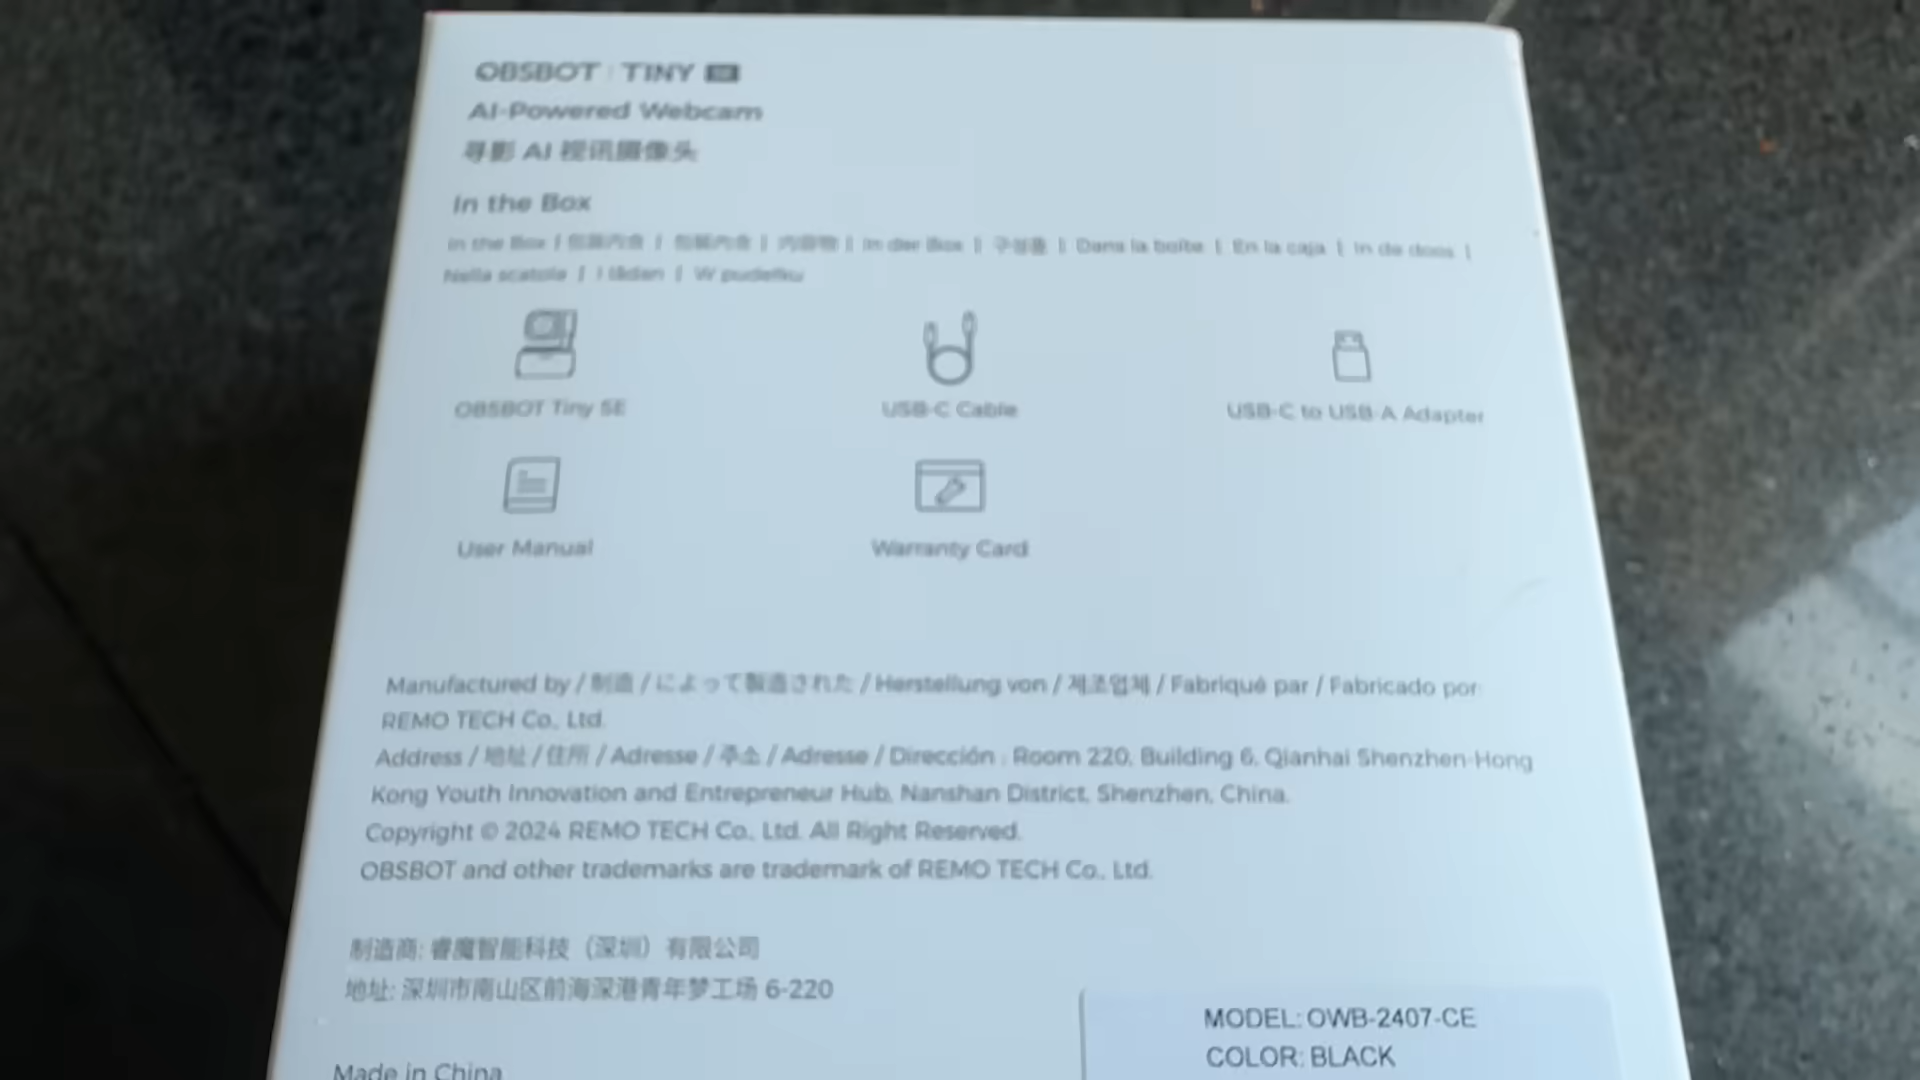 OBSBOT TINY SE
AI-Powered Webcam
寻影 AI 视讯摄像头
In the Box
In the Box | 包装内含 | 包裝內含 | 内容物 | In der Box | 구성품 | Dans la boîte | En la caja | In de doos |
Nella scatola | I lådan | W pudełku
OBSBOT Tiny SE
USB-C Cable
USB-C to USB-A Adapter
User Manual
Warranty Card
Manufactured by / 制造 / によって製造された / Herstellung von / 제조업체 / Fabriqué par / Fabricado por:
REMO TECH Co., Ltd.
Address / 地址 / 住所 / Adresse / 주소 / Adresse / Dirección : Room 220, Building 6, Qianhai Shenzhen-Hong
Kong Youth Innovation and Entrepreneur Hub, Nanshan District, Shenzhen, China.
Copyright © 2024 REMO TECH Co., Ltd. All Right Reserved.
OBSBOT and other trademarks are trademark of REMO TECH Co., Ltd.
制造商: 睿魔智能科技（深圳）有限公司
地址: 深圳市南山区前海深港青年梦工场 6-220
Made in China
MODEL: OWB-2407-CE
COLOR: BLACK